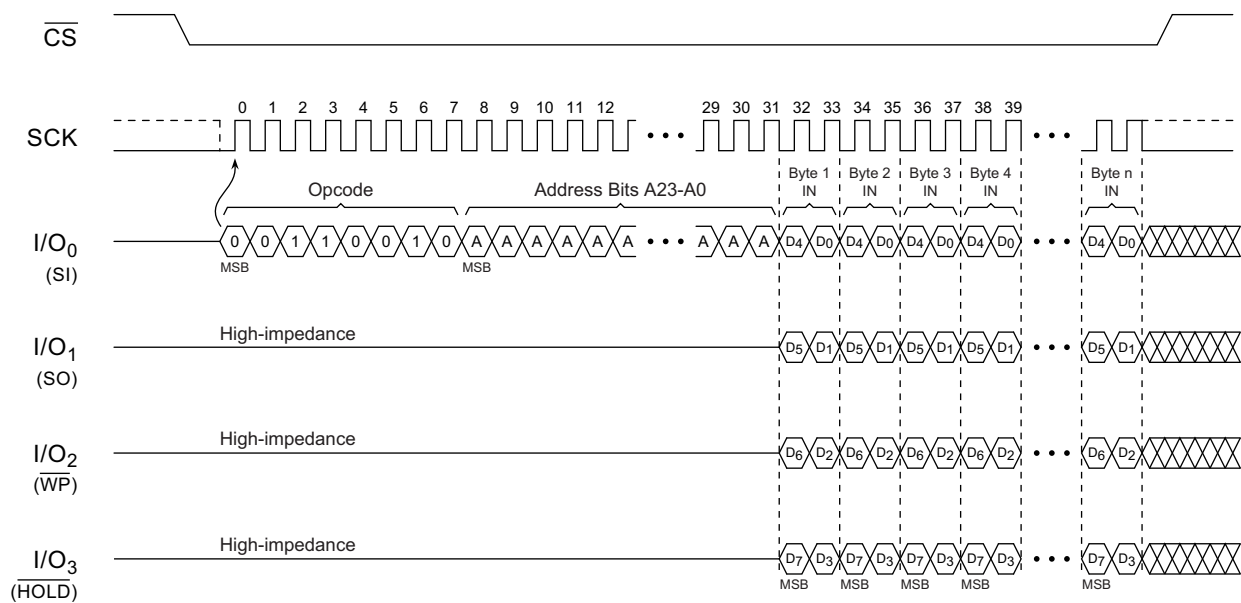 CS
0 1 2 3 4 5 6 7 8 9 10 11 12 29 30 31 32 33 34 35 36 37 38 39
SCK
Byte 1 IN Byte 2 IN Byte 3 IN Byte 4 IN Byte n IN
Opcode Address Bits A23-A0
I/O0 0 0 1 1 0 0 1 0 A A A A A A A A A D4 D0 D4 D0 D4 D0 D4 D0 D4 D0
(SI) MSB MSB
High-impedance
I/O1 D5 D1 D5 D1 D5 D1 D5 D1 D5 D1
(SO)
High-impedance
I/O2 D6 D2 D6 D2 D6 D2 D6 D2 D6 D2
(WP)
High-impedance
I/O3 D7 D3 D7 D3 D7 D3 D7 D3 D7 D3
(HOLD) MSB MSB MSB MSB MSB